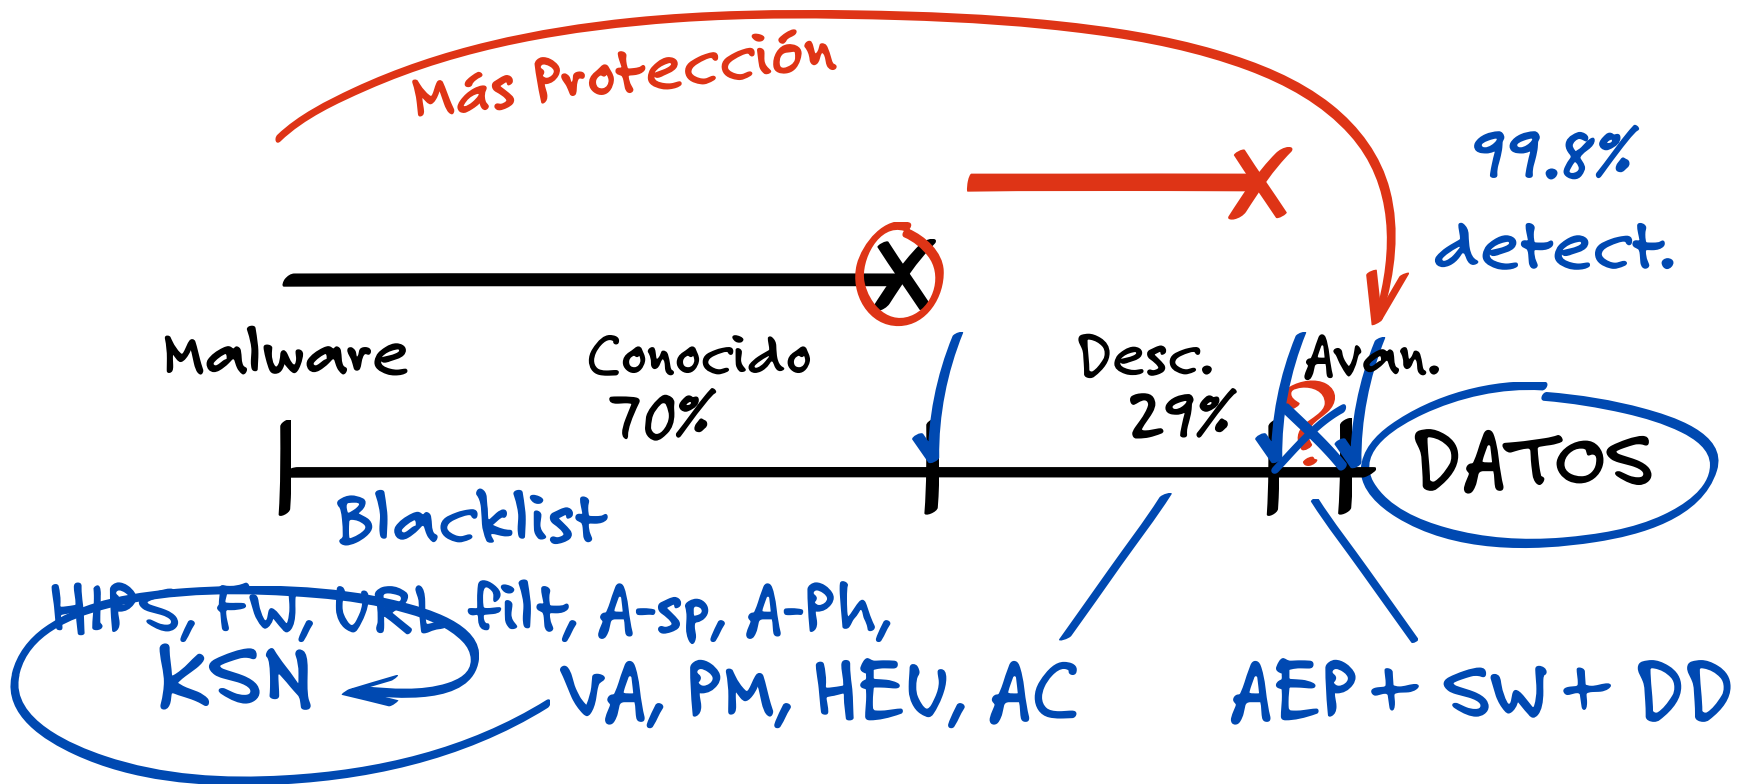 Más Protección
99.8%
detect.
Malware Conocido Desc. Avan.
70% 29% ?
DATOS
Blacklist
HIPS, FW, URL filt, A-sp, A-Ph,
KSN VA, PM, HEU, AC AEP + SW + DD